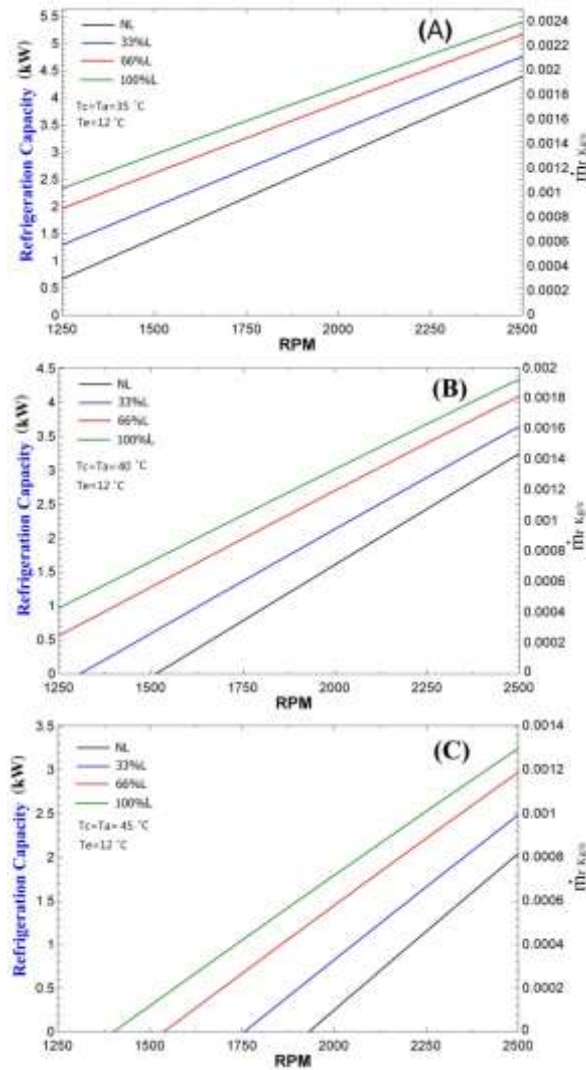 (A)
NL
33%L
66%L
100%L
Tc=Ta=35 °C
Te=12 °C
Refrigeration Capacity (kW)
5.5
5
4.5
4
3.5
3
2.5
2
1.5
1
0.5
0
0.0024
0.0022
0.002
0.0018
0.0016
0.0014
0.0012
0.001
0.0008
0.0006
0.0004
0.0002
0
ṁr Kg/s
1250 1500 1750 2000 2250 2500
RPM
(B)
NL
33%L
66%L
100%L
Tc=Ta=40 °C
Te=12 °C
Refrigeration Capacity (kW)
4.5
4
3.5
3
2.5
2
1.5
1
0.5
0
0.002
0.0018
0.0016
0.0014
0.0012
0.001
0.0008
0.0006
0.0004
0.0002
0
ṁr Kg/s
1250 1500 1750 2000 2250 2500
RPM
(C)
NL
33%L
66%L
100%L
Tc=Ta=45 °C
Te=12 °C
Refrigeration Capacity (kW)
3.5
3
2.5
2
1.5
1
0.5
0
0.0014
0.0012
0.001
0.0008
0.0006
0.0004
0.0002
0
ṁr Kg/s
1250 1500 1750 2000 2250 2500
RPM